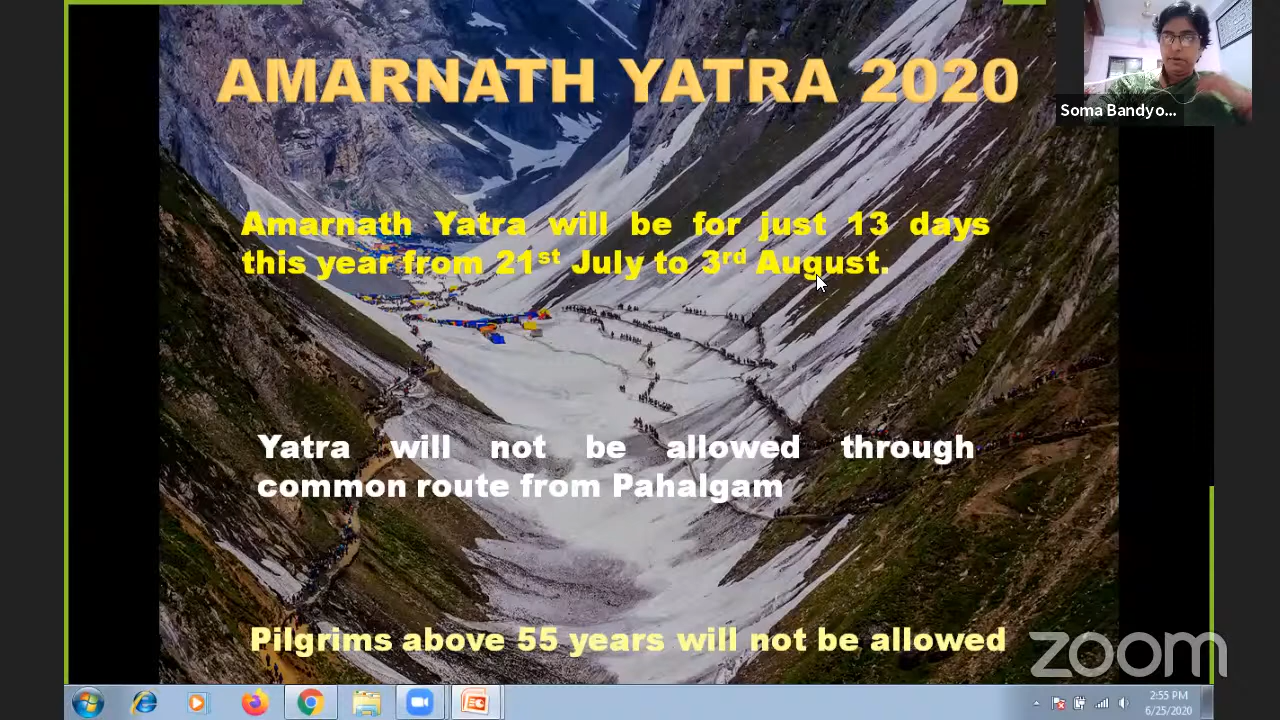 AMARNATH YATRA 2020
Soma Bandyo...
Amarnath Yatra will be for just 13 days
this year from 21st July to 3rd August.
Yatra will not be allowed through
common route from Pahalgam
Pilgrims above 55 years will not be allowed
zoom
2:55 PM
6/25/2020